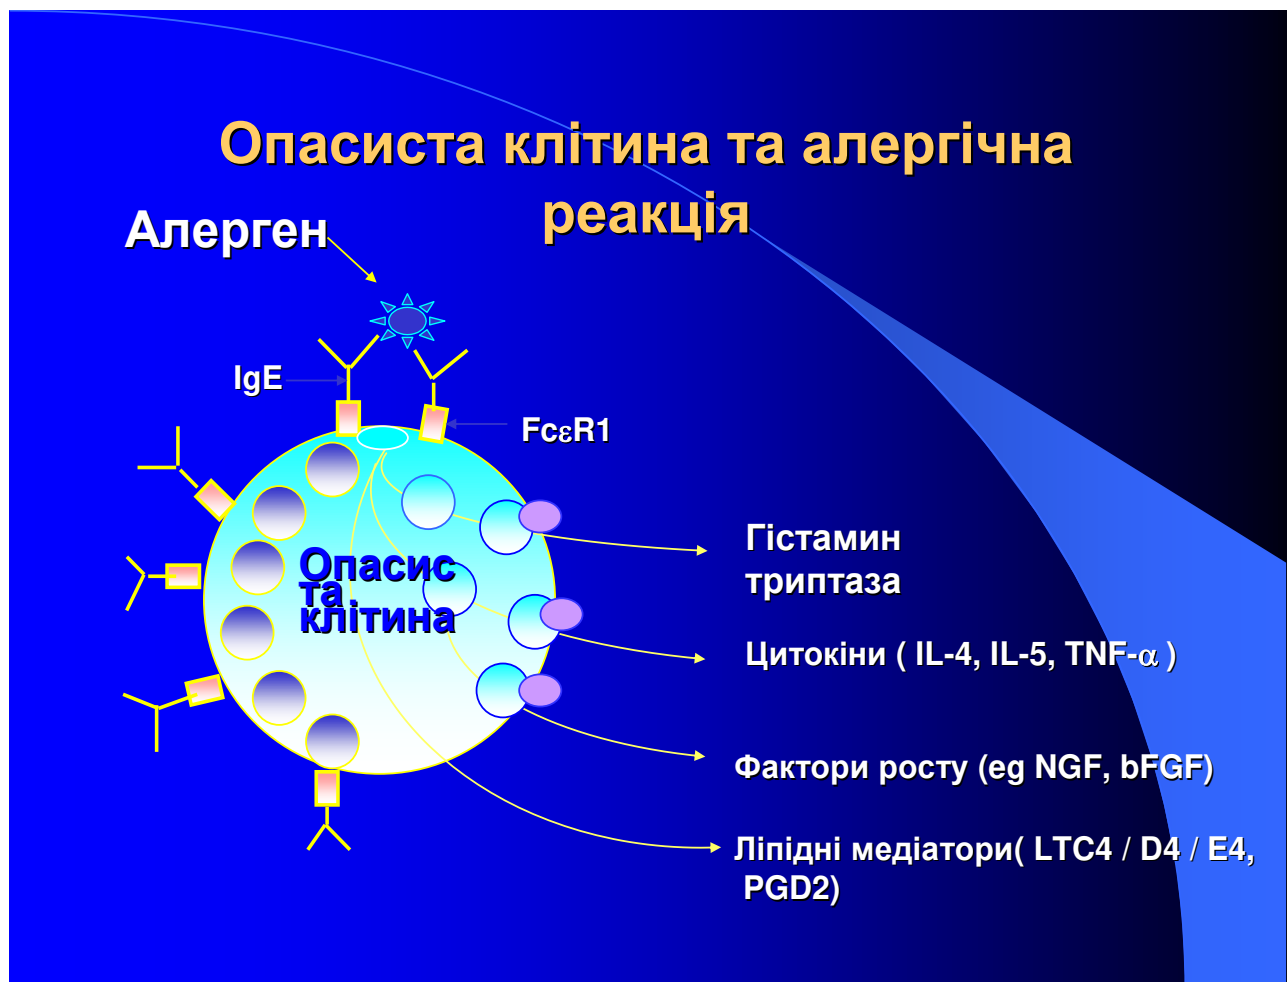 Опасиста клітина та алергічна
реакція
Алерген
IgE
FcεR1
Опасис
та
клітина
Гістамин
триптаза
Цитокіни ( IL-4, IL-5, TNF-α )
Фактори росту (eg NGF, bFGF)
Ліпідні медіатори( LTC4 / D4 / E4,
PGD2)